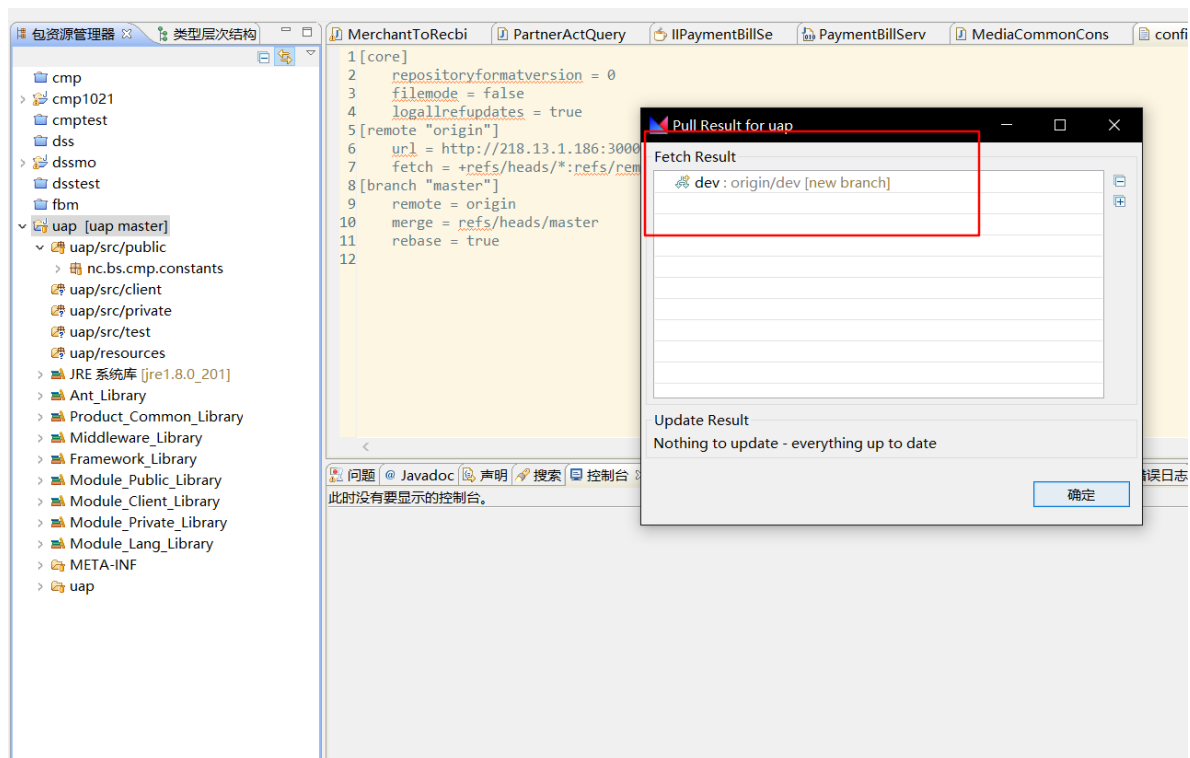 包资源管理器
类型层次结构
cmp
cmp1021
cmptest
dss
dssmo
dsstest
fbm
uap [uap master]
uap/src/public
nc.bs.cmp.constants
uap/src/client
uap/src/private
uap/src/test
uap/resources
JRE 系统库 [jre1.8.0_201]
Ant_Library
Product_Common_Library
Middleware_Library
Framework_Library
Module_Public_Library
Module_Client_Library
Module_Private_Library
Module_Lang_Library
META-INF
uap
MerchantToRecbi
PartnerActQuery
IIPaymentBillSe
PaymentBillServ
MediaCommonCons
confi
1 [core]
2 repositoryformatversion = 0
3 filemode = false
4 logallrefupdates = true
5 [remote "origin"]
6 url = http://218.13.1.186:3000
7 fetch = +refs/heads/*:refs/rem
8 [branch "master"]
9 remote = origin
10 merge = refs/heads/master
11 rebase = true
12
Pull Result for uap
Fetch Result
dev : origin/dev [new branch]
Update Result
Nothing to update - everything up to date
确定
问题
@ Javadoc
声明
搜索
控制台
错误日志
此时没有要显示的控制台。